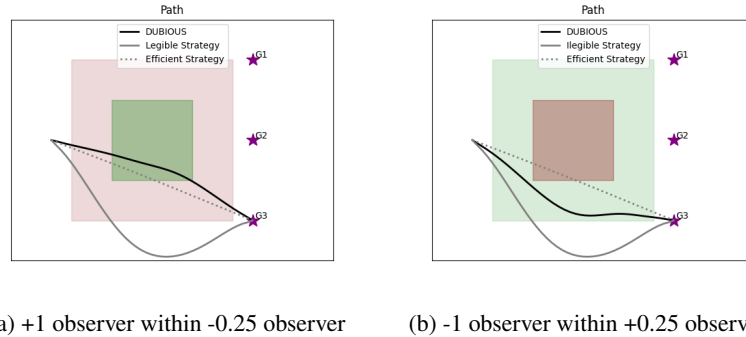 Path
DUBIOUS
Legible Strategy
Efficient Strategy
G1
G2
G3
Path
DUBIOUS
Ilegible Strategy
Efficient Strategy
G1
G2
G3
) +1 observer within -0.25 observer
(b) -1 observer within +0.25 observ